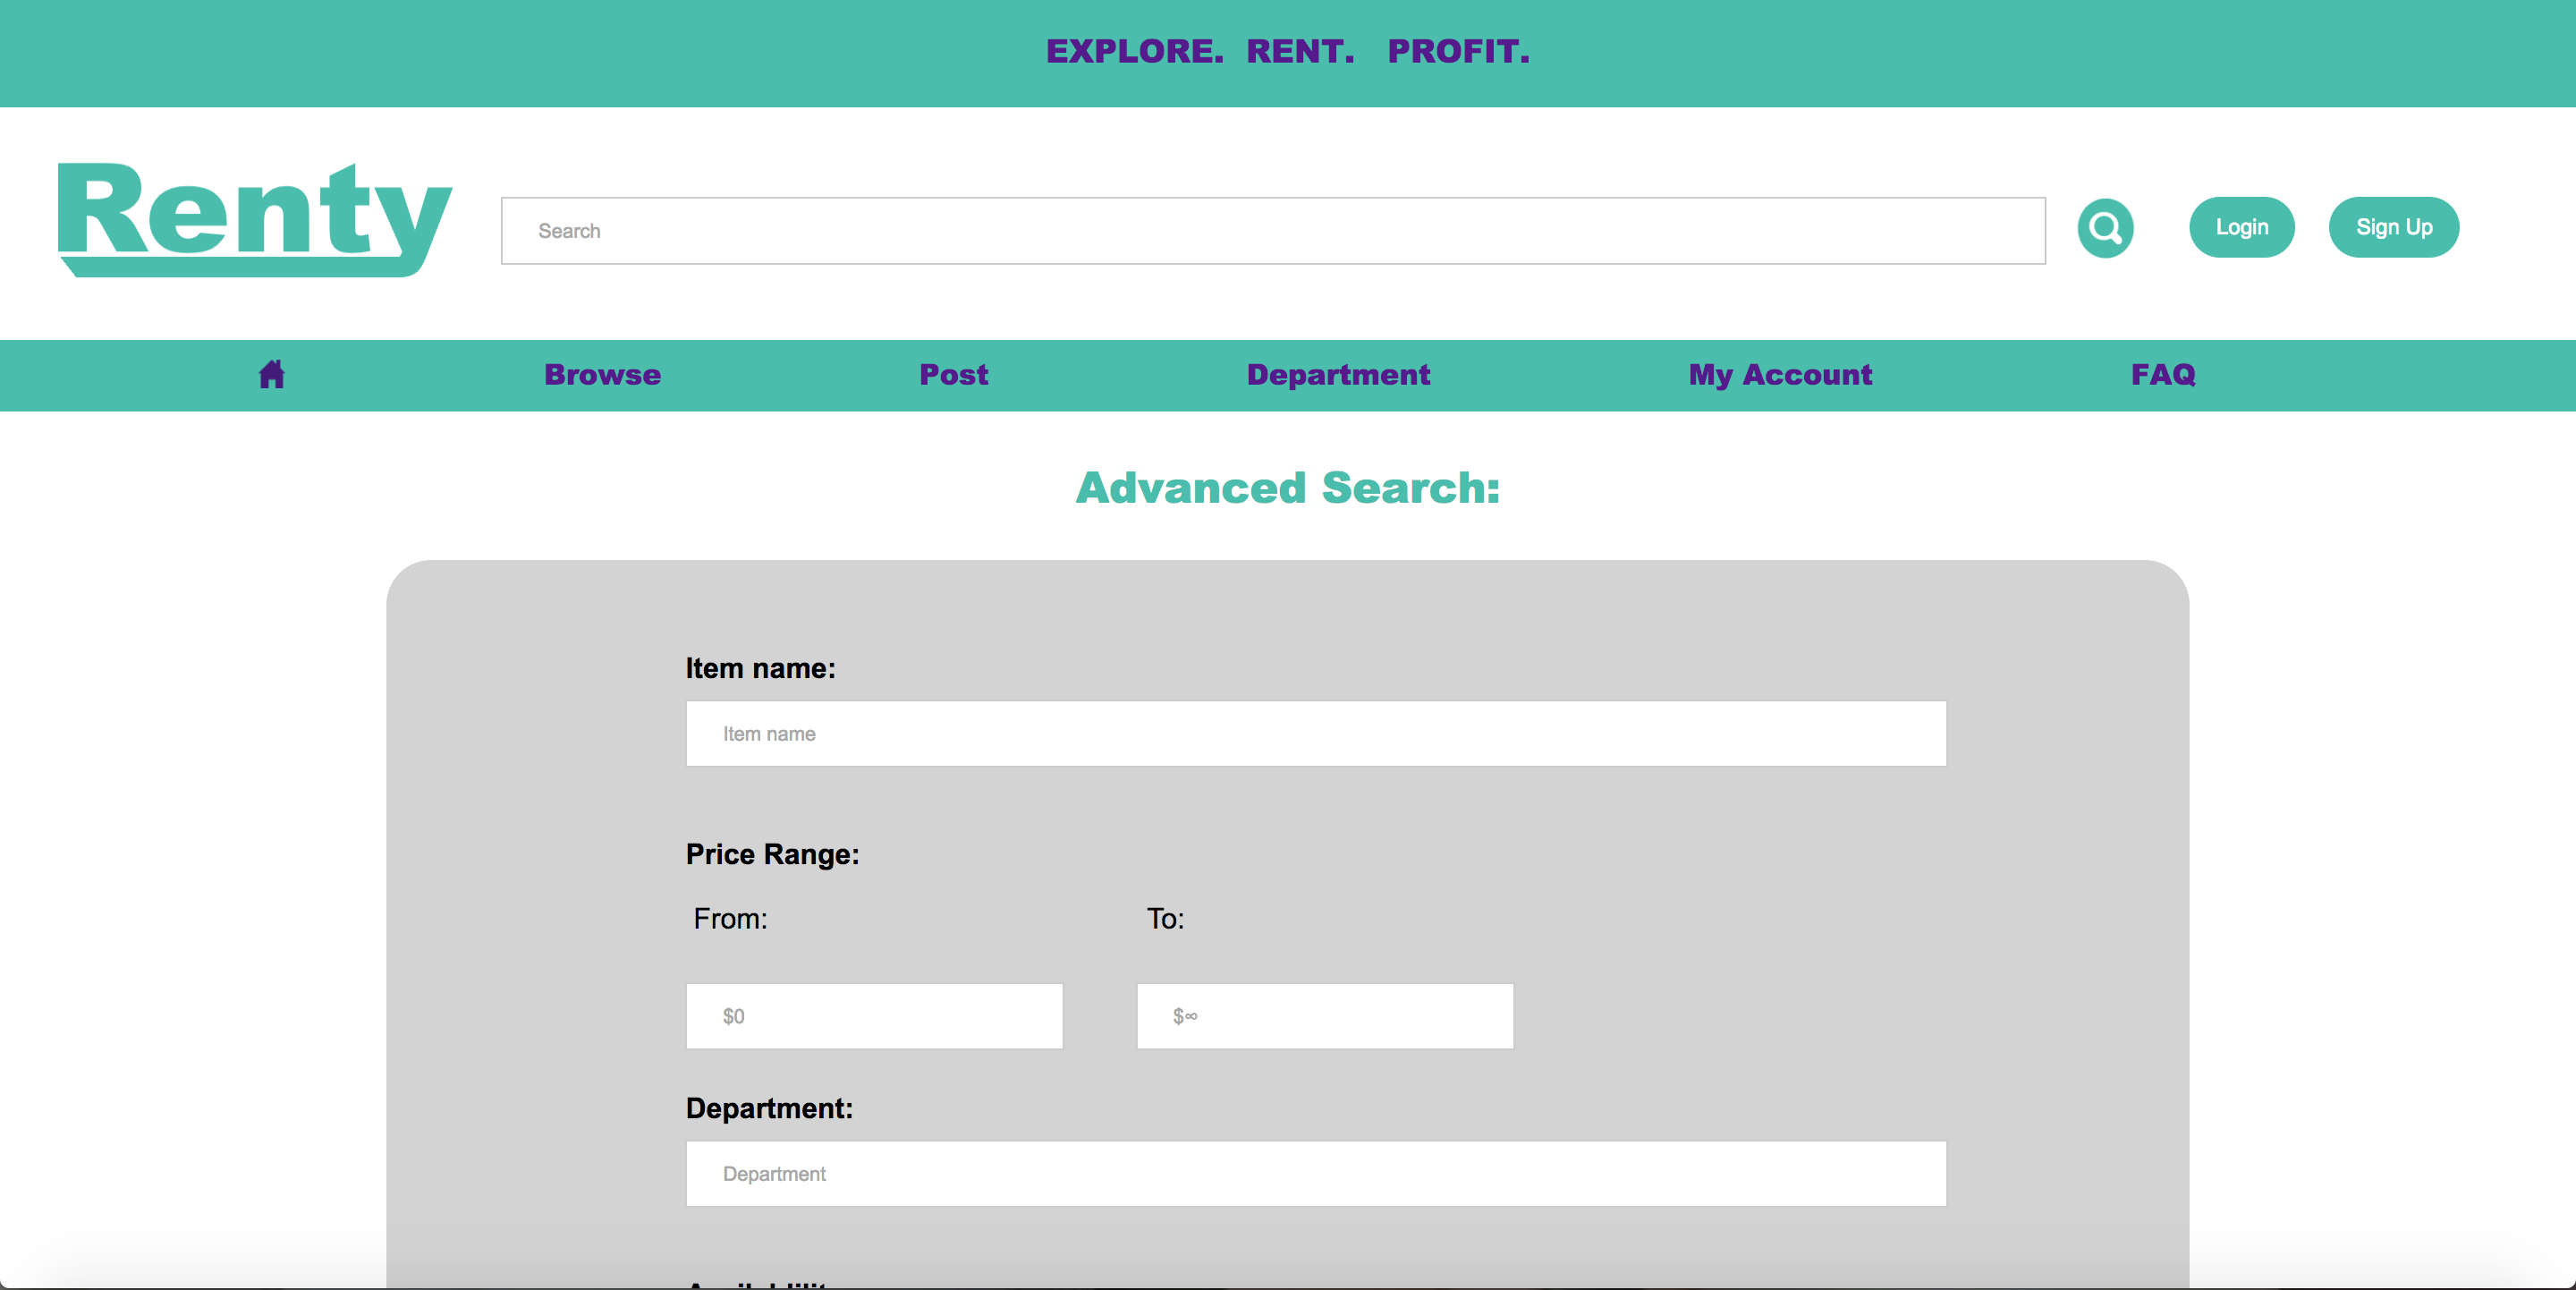 EXPLORE. RENT. PROFIT.
Renty
Search
Login
Sign Up
Browse
Post
Department
My Account
FAQ
Advanced Search:
Item name:
Item name
Price Range:
From:
To:
$0
$∞
Department:
Department